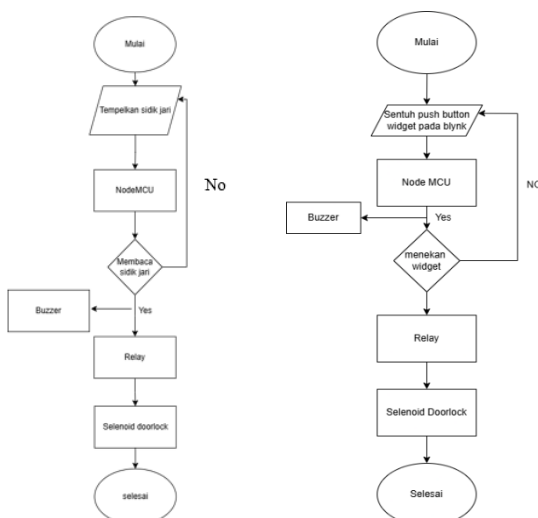 Mulai
Tempelkan sidik jari
NodeMCU
No
Membaca
sidik jari
Buzzer
Yes
Relay
Selenoid doorlock
selesai
Mulai
Sentuh push button
widget pada blynk
Node MCU
NO
Buzzer
Yes
menekan
widget
Relay
Selenoid Doorlock
Selesai